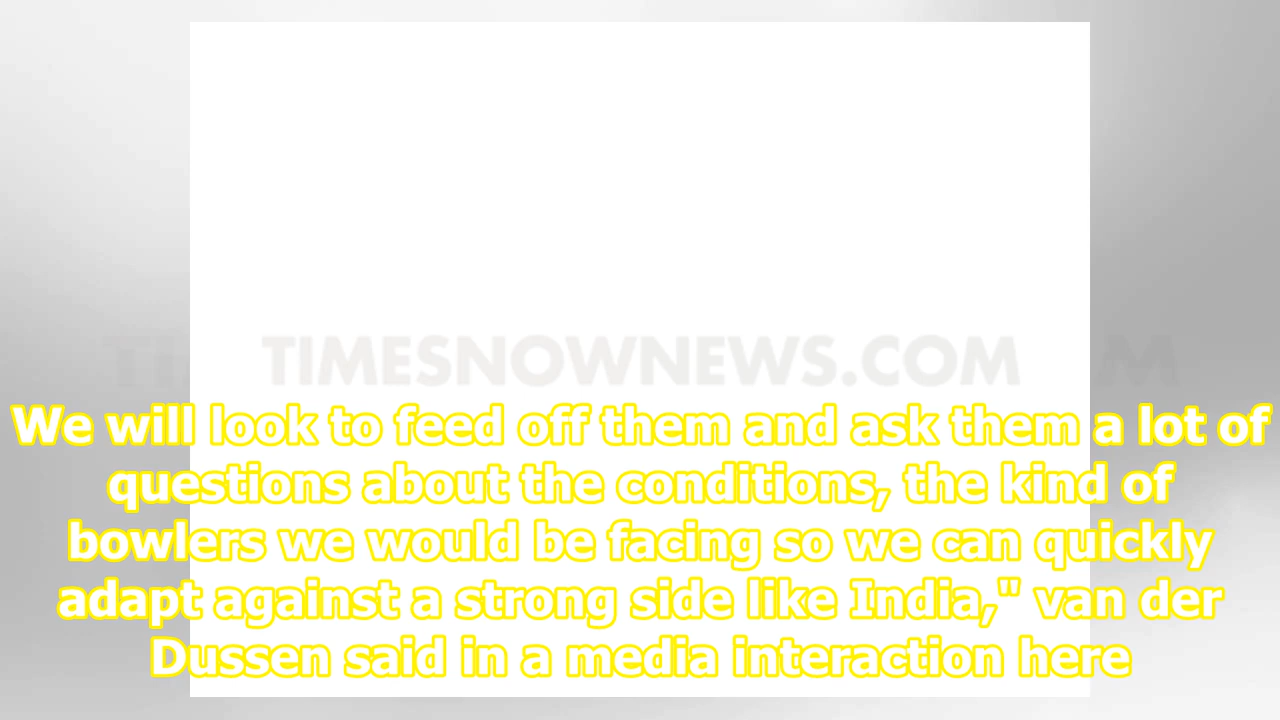 TIMESNOWNEWS.COM
We will look to feed off them and ask them a lot of
questions about the conditions, the kind of
bowlers we would be facing so we can quickly
adapt against a strong side like India," van der
Dussen said in a media interaction here